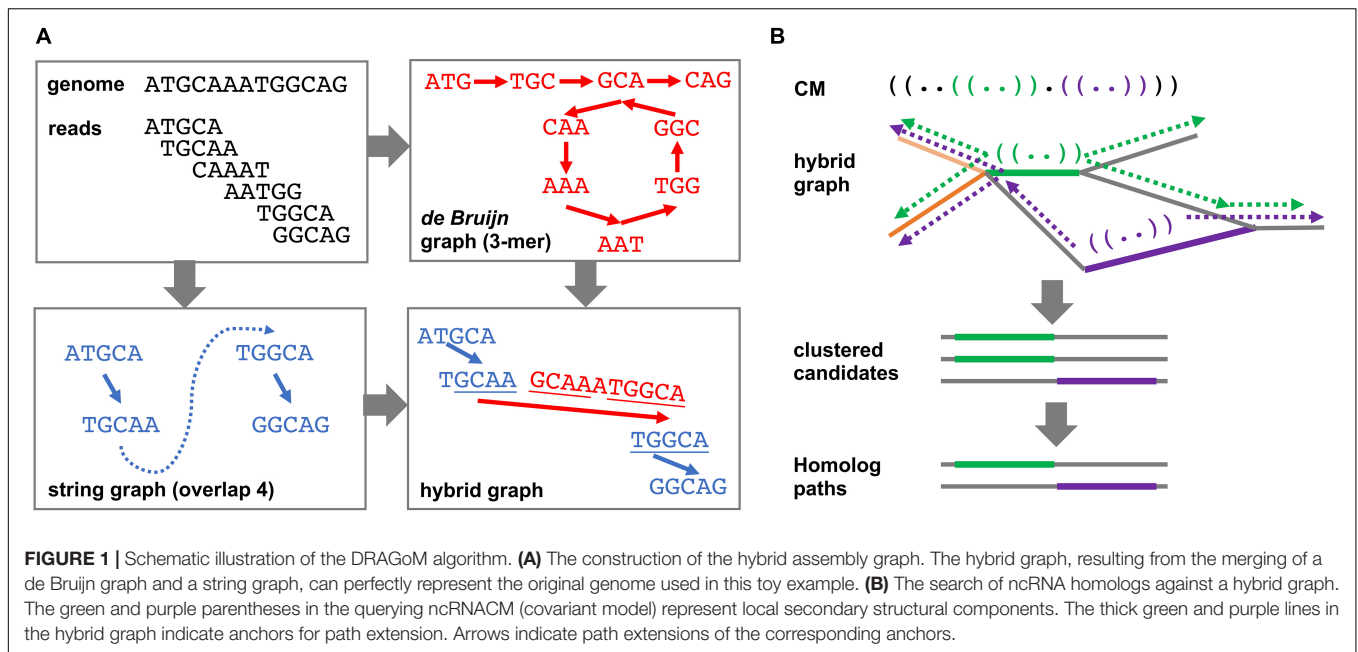 A
genome ATGCAAATGGCAG
reads
ATGCA
TGCAA
CAAAT
AATGG
TGGCA
GGCAG
ATG TGC GCA CAG
CAA GGC
AAA TGG
AAT
de Bruijn
graph (3-mer)
ATGCA TGGCA
TGCAA GGCAG
string graph (overlap 4)
ATGCA
TGCAA GCAAATGGCA
TGGCA
GGCAG
hybrid graph
B
CM ((..((..)).((..))))
hybrid
graph
((..))
((..))
clustered
candidates
Homolog
paths
FIGURE 1 | Schematic illustration of the DRAGoM algorithm. (A) The construction of the hybrid assembly graph. The hybrid graph, resulting from the merging of a
de Bruijn graph and a string graph, can perfectly represent the original genome used in this toy example. (B) The search of ncRNA homologs against a hybrid graph.
The green and purple parentheses in the querying ncRNACM (covariant model) represent local secondary structural components. The thick green and purple lines in
the hybrid graph indicate anchors for path extension. Arrows indicate path extensions of the corresponding anchors.